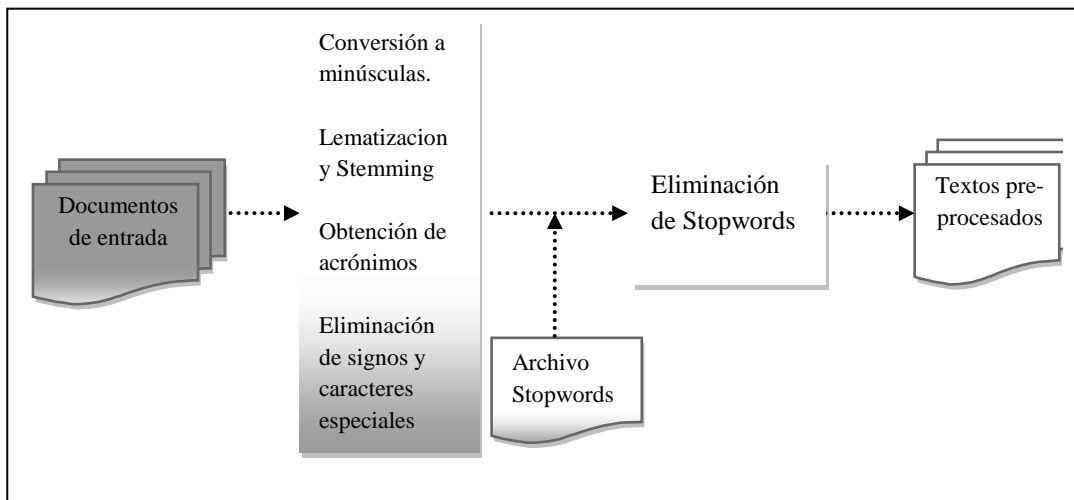 Documentos
de entrada
Conversión a
minúsculas.
Lematizacion
y Stemming
Obtención de
acrónimos
Eliminación
de signos y
caracteres
especiales
Archivo
Stopwords
Eliminación
de Stopwords
Textos pre-
procesados